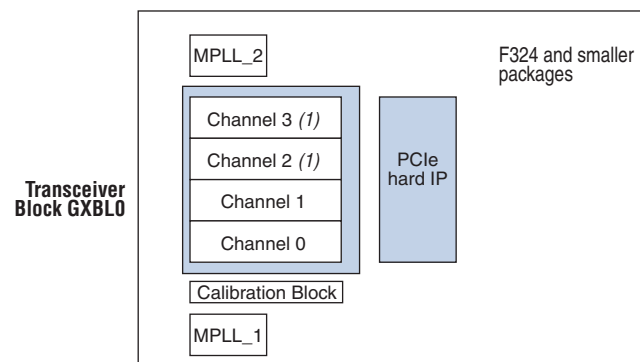 MPLL_2
F324 and smaller
packages
Channel 3 (1)
Channel 2 (1)
Channel 1
Channel 0
PCIe
hard IP
Transceiver
Block GXBL0
Calibration Block
MPLL_1